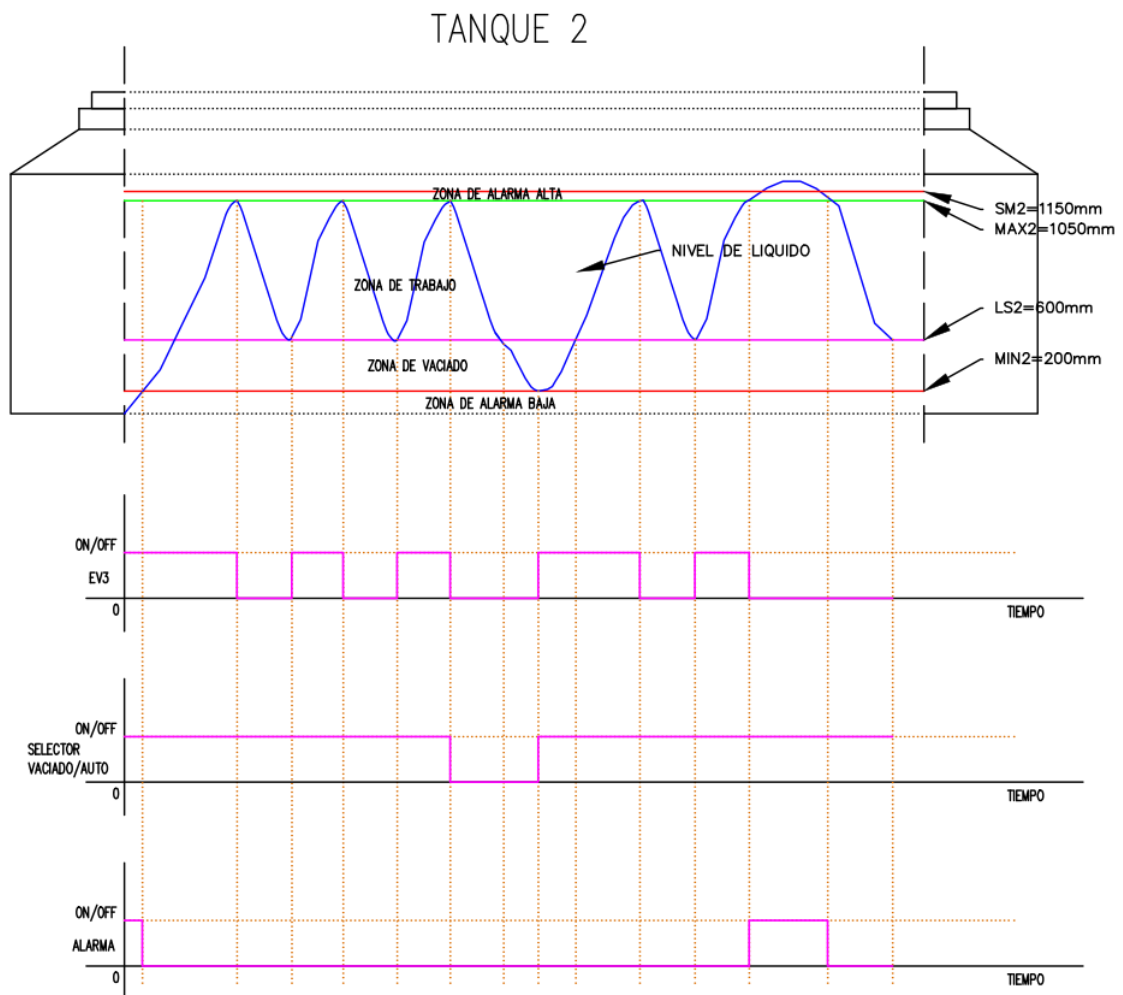 TANQUE 2
ZONA DE ALARMA ALTA
SM2=1150mm
MAX2=1050mm
NIVEL DE LIQUIDO
ZONA DE TRABAJO
LS2=600mm
ZONA DE VACIADO
MIN2=200mm
ZONA DE ALARMA BAJA
ON/OFF
EV3
0
TIEMPO
ON/OFF
SELECTOR
VACIADO/AUTO
0
TIEMPO
ON/OFF
ALARMA
0
TIEMPO